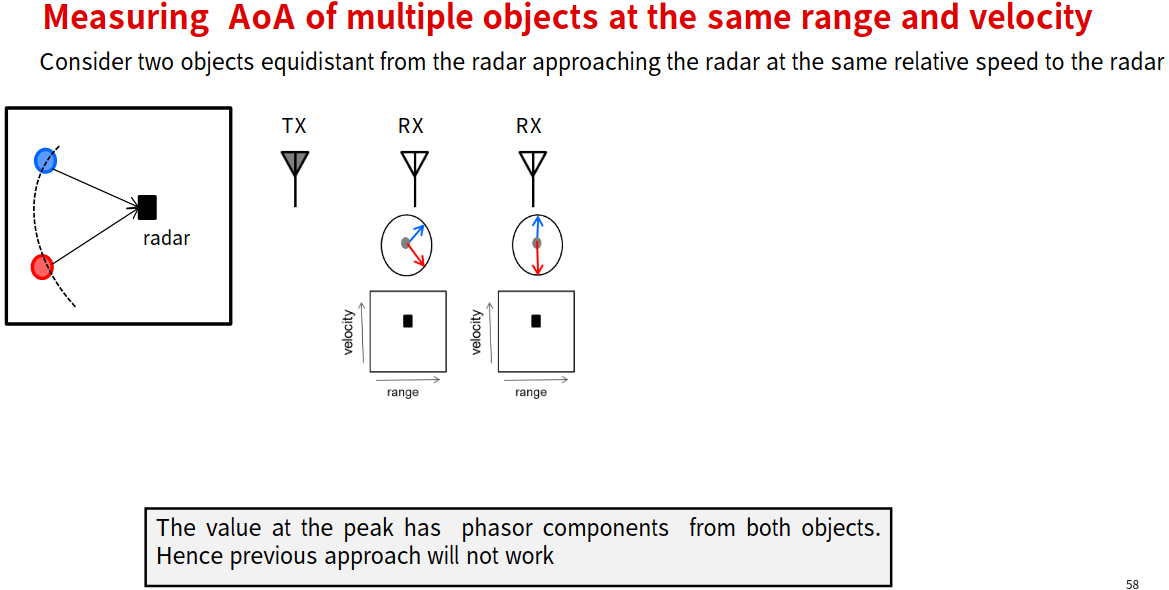 Measuring AoA of multiple objects at the same range and velocity
Consider two objects equidistant from the radar approaching the radar at the same relative speed to the radar
TX RX RX
radar
velocity velocity
range range
The value at the peak has phasor components from both objects.
Hence previous approach will not work
58